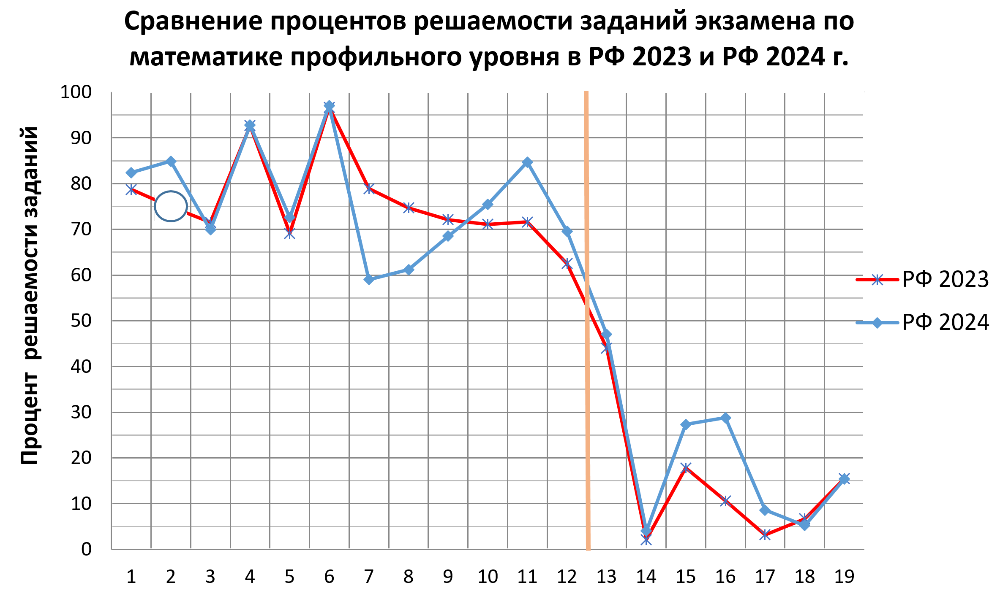 Сравнение процентов решаемости заданий экзамена по
математике профильного уровня в РФ 2023 и РФ 2024 г.
Процент  решаемости заданий
100
90
80
70
60
50
40
30
20
10
0
1 2 3 4 5 6 7 8 9 10 11 12 13 14 15 16 17 18 19
РФ 2023
РФ 2024